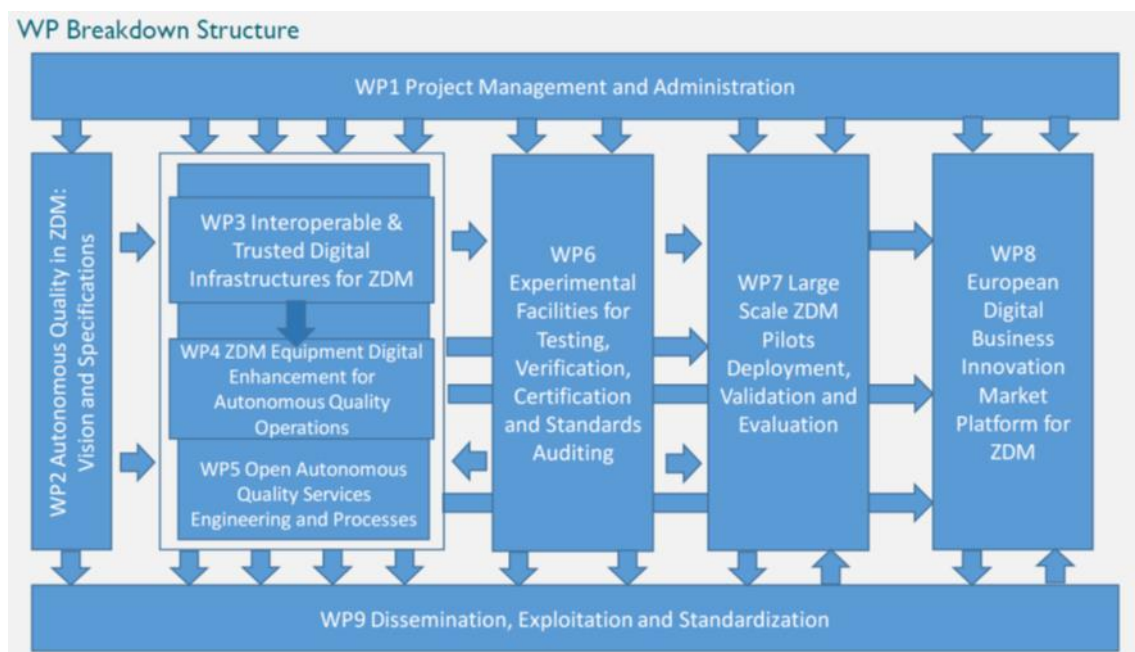 WP Breakdown Structure
WP1 Project Management and Administration
WP2 Autonomous Quality in ZDM:
Vision and Specifications
WP3 Interoperable &
Trusted Digital
Infrastructures for ZDM
WP4 ZDM Equipment Digital
Enhancement for
Autonomous Quality
Operations
WP5 Open Autonomous
Quality Services
Engineering and Processes
WP6
Experimental
Facilities for
Testing,
Verification,
Certification
and Standards
Auditing
WP7 Large
Scale ZDM
Pilots
Deployment,
Validation and
Evaluation
WP8
European
Digital
Business
Innovation
Market
Platform for
ZDM
WP9 Dissemination, Exploitation and Standardization